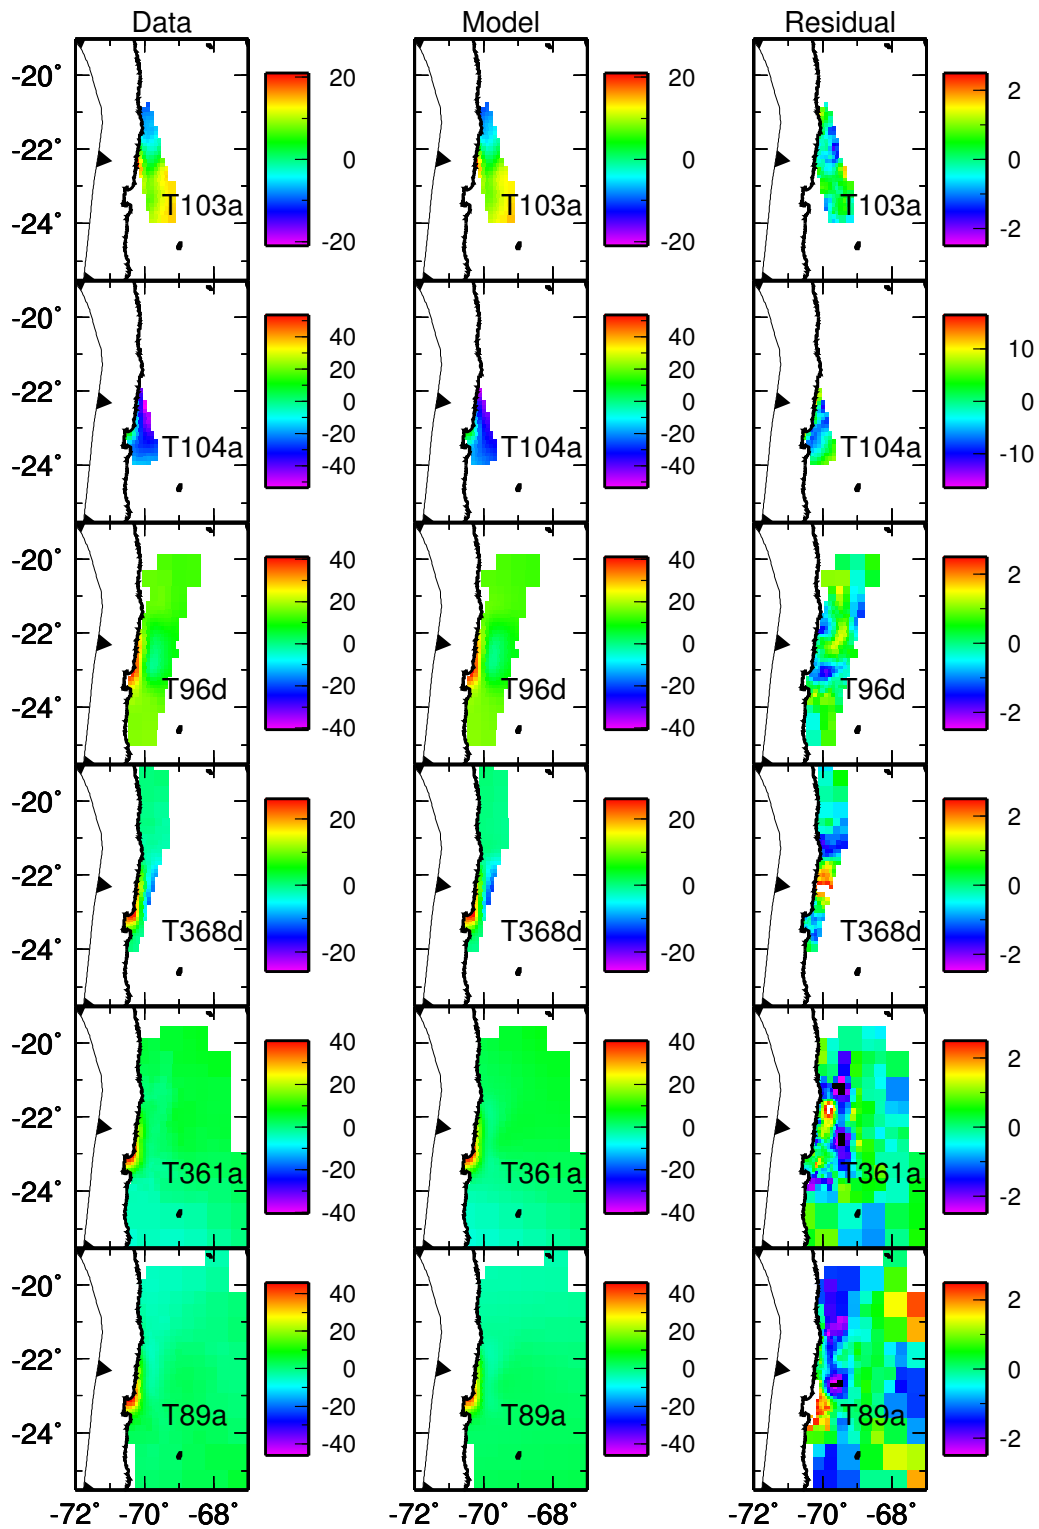 Data Model Residual
-20° 20 20 2
-22° 0 0 0
T103a T103a T103a
-24° -20 -20 -2
-20° 40 40 10
20 20
-22° 0 0 0
-20 -20
T104a T104a T104a
-24° -40 -40 -10
-20° 40 40 2
20 20
-22° 0 0 0
T96d T96d T96d
-20 -20
-24° -40 -40 -2
-20° 20 20 2
-22° 0 0 0
T368d T368d T368d
-24° -20 -20 -2
-20° 40 40 2
20 20
-22° 0 0 0
T361a T361a T361a
-20 -20
-24° -40 -40 -2
-20° 40 40 2
20 20
-22° 0 0 0
T89a T89a T89a
-20 -20
-24° -40 -40 -2
-72° -70 -68 -72° -70 -68 -72° -70 -68